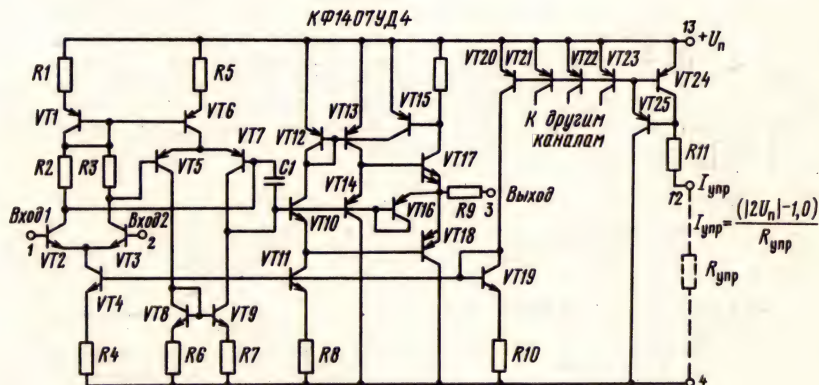 КФ1407УД4
13
+Uп
R1
R5
VT20
VT21
VT22
VT23
VT24
VT1
VT6
VT12
VT13
VT15
VT25
К другим
каналам
R2
R3
VT5
VT7
C1
VT17
R11
VT14
Выход
R9
3
12
Iупр
Вход1
Вход2
1
2
VT2
VT3
VT10
VT16
VT18
Iупр=(|2Uп|-1,0)
Rупр
VT4
VT11
VT19
Rупр
VT8
VT9
R4
R6
R7
R8
R10
4